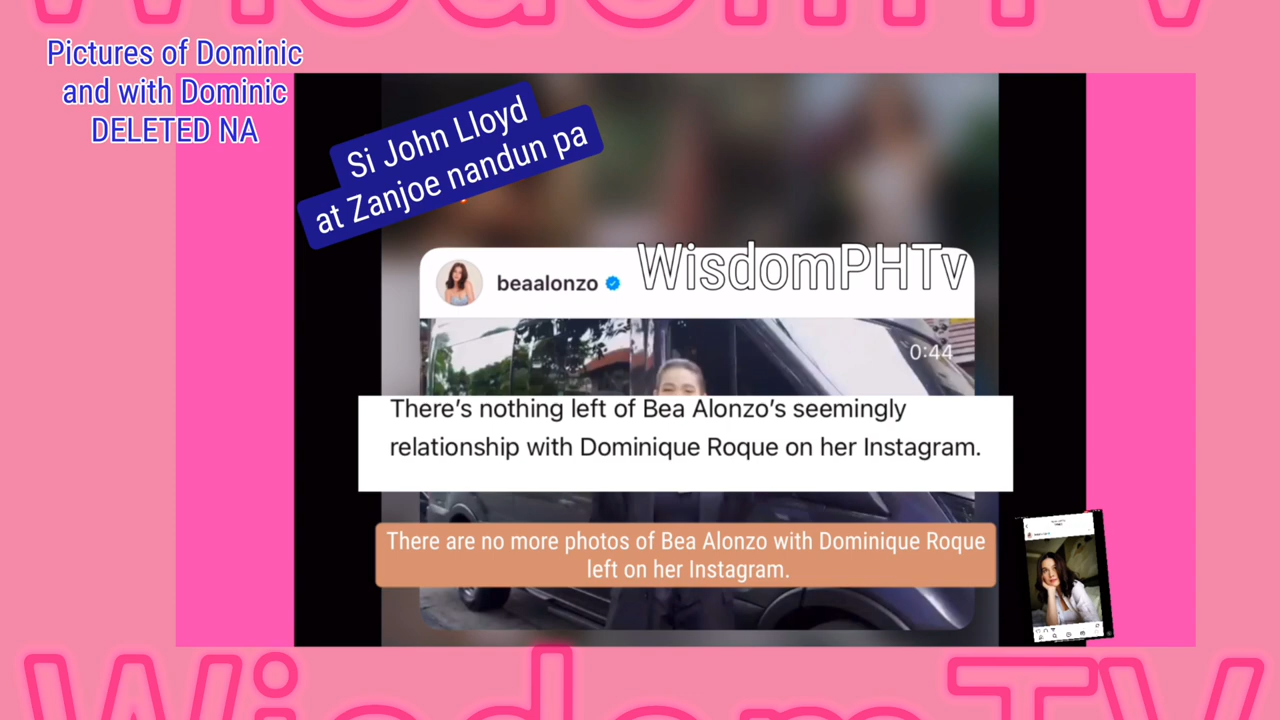 WisdomPHTv
Pictures of Dominic
and with Dominic
DELETED NA
Si John Lloyd
at Zanjoe nandun pa
beaalonzo
WisdomPHTv
0:44
There's nothing left of Bea Alonzo's seemingly
relationship with Dominique Roque on her Instagram.
There are no more photos of Bea Alonzo with Dominique Roque
left on her Instagram.
WisdomTV